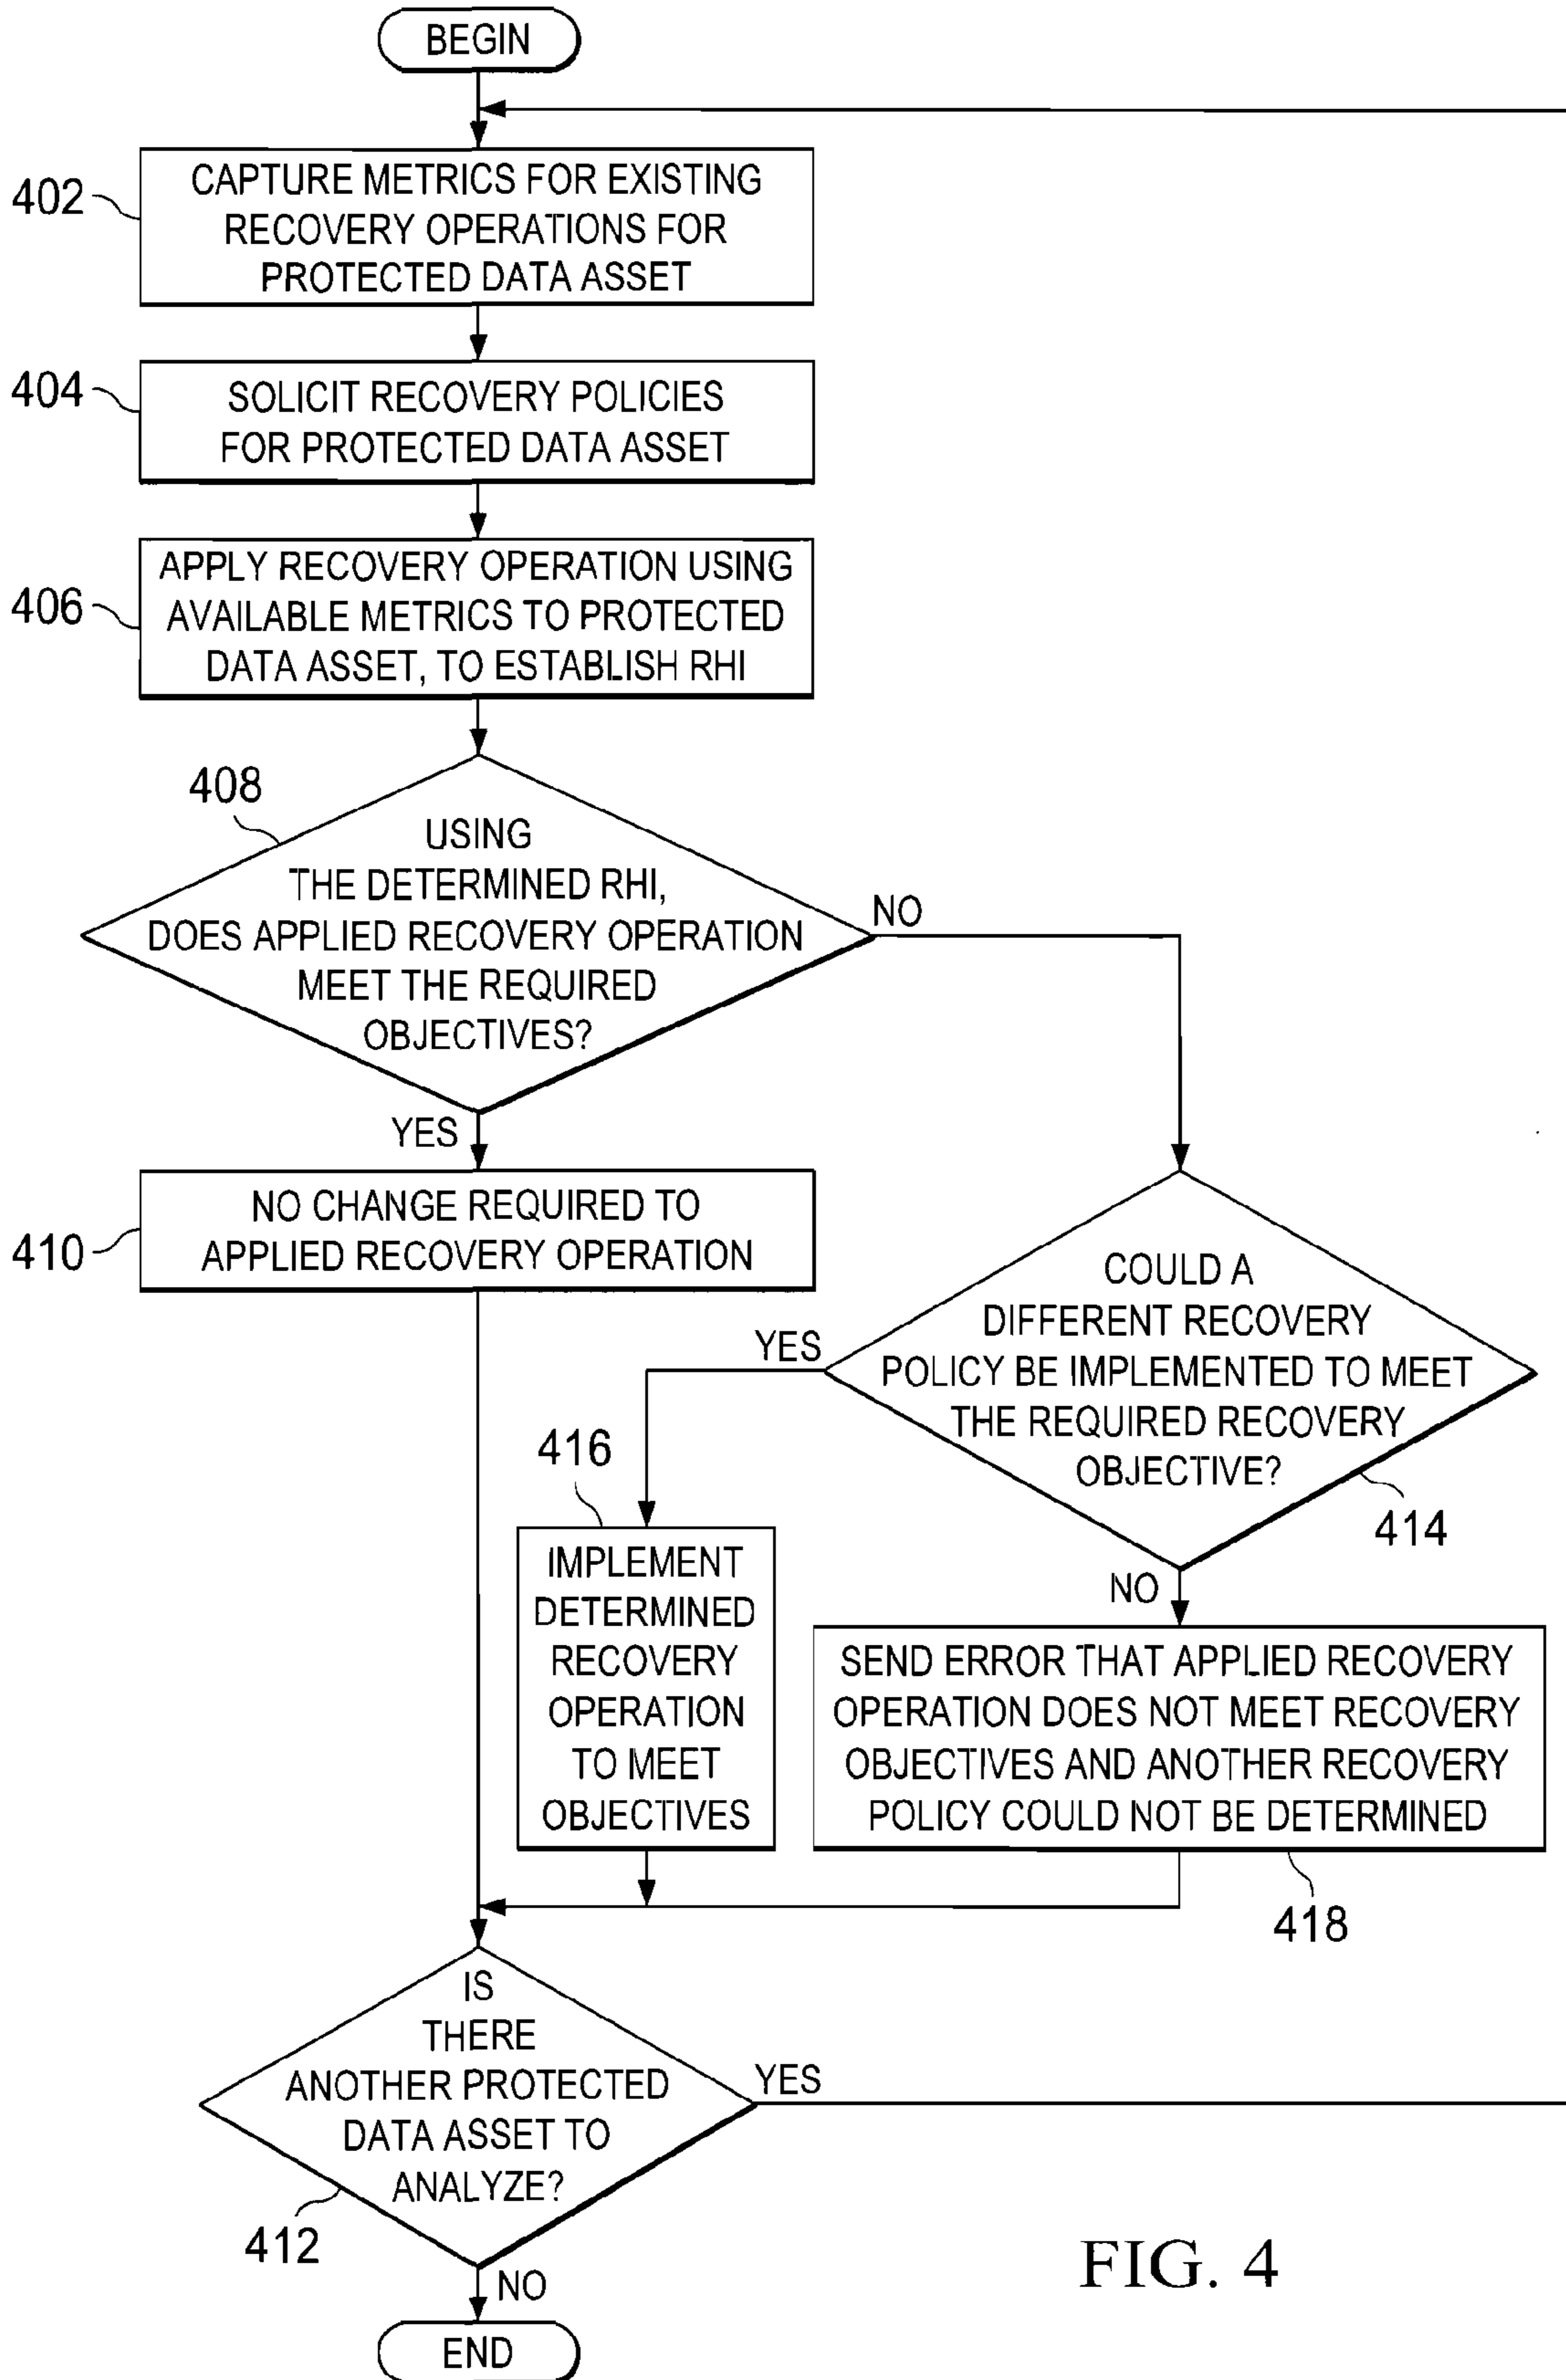 BEGIN
402
CAPTURE METRICS FOR EXISTING
RECOVERY OPERATIONS FOR
PROTECTED DATA ASSET
404
SOLICIT RECOVERY POLICIES
FOR PROTECTED DATA ASSET
406
APPLY RECOVERY OPERATION USING
AVAILABLE METRICS TO PROTECTED
DATA ASSET, TO ESTABLISH RHI
408
USING
THE DETERMINED RHI,
DOES APPLIED RECOVERY OPERATION
MEET THE REQUIRED
OBJECTIVES?
NO
YES
410
NO CHANGE REQUIRED TO
APPLIED RECOVERY OPERATION
COULD A
DIFFERENT RECOVERY
POLICY BE IMPLEMENTED TO MEET
THE REQUIRED RECOVERY
OBJECTIVE?
414
YES
NO
416
IMPLEMENT
DETERMINED
RECOVERY
OPERATION
TO MEET
OBJECTIVES
SEND ERROR THAT APPLIED RECOVERY
OPERATION DOES NOT MEET RECOVERY
OBJECTIVES AND ANOTHER RECOVERY
POLICY COULD NOT BE DETERMINED
418
IS
THERE
ANOTHER PROTECTED
DATA ASSET TO
ANALYZE?
YES
412
NO
END
FIG. 4